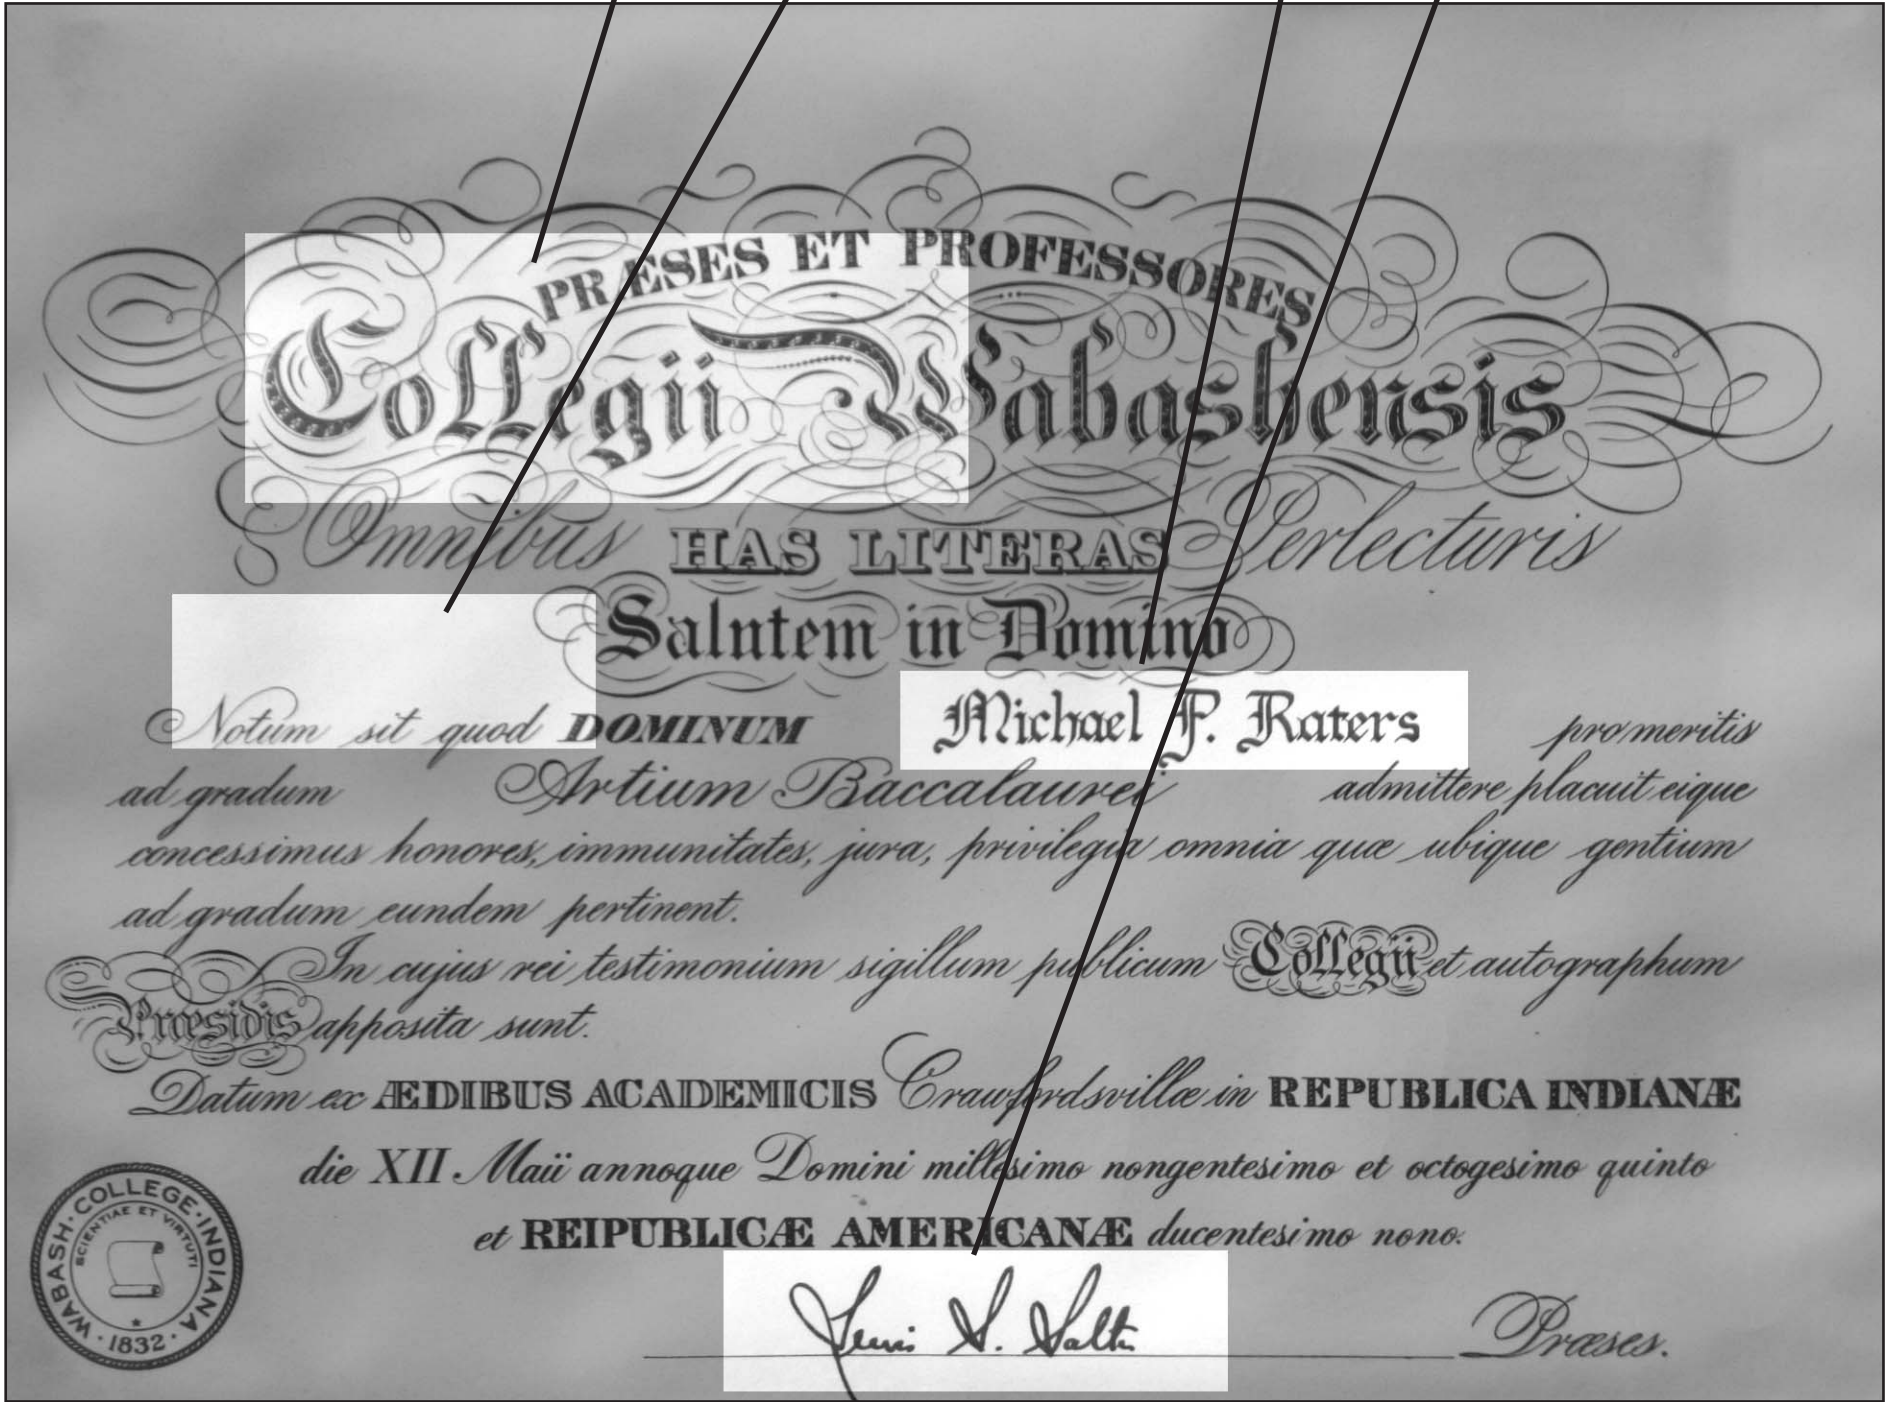 PRÆSES ET PROFESSORES
Collegii Wabashensis
Omnibus HAS LITERAS Perlecturis
Salutem in Domino
Notum sit quod DOMINUM Michael P. Raters pro meritis
ad gradum Artium Baccalaurei admittere placuit eique
concessimus honores, immunitates, jura, privilegia omnia quæ ubique gentium
ad gradum eundem pertinent.
In cujus rei testimonium sigillum publicum Collegii et autographum
Præsidis apposita sunt.
Datum ex ÆDIBUS ACADEMICIS Crawfordsvillæ in REPUBLICA INDIANÆ
die XII Maii annoque Domini millesimo nongentesimo et octogesimo quinto
et REIPUBLICÆ AMERICANÆ ducentesimo nono.
WABASH · COLLEGE · INDIANA · 1832 ·
SCIENTIAE ET VIRTUTI
Lewis S. Salter Præses.